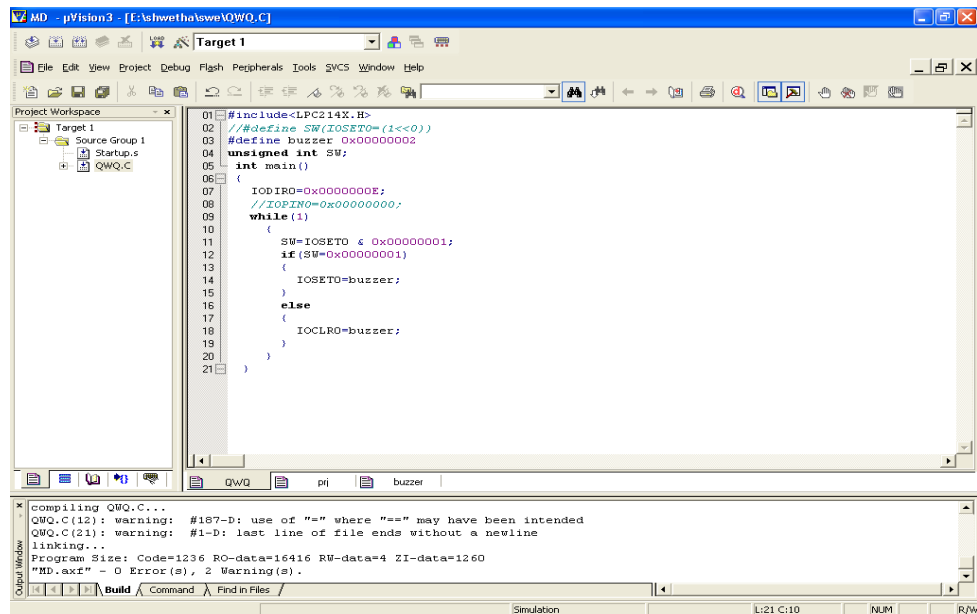 MD - µVision3 - [E:\shwetha\swe\QWQ.C]
LOAD Target 1
File Edit View Project Debug Flash Peripherals Tools SVCS Window Help
Project Workspace
Target 1
Source Group 1
Startup.s
QWQ.C
01 #include<LPC214X.H>
02 //#define SW(IOSET0=(1<<0))
03 #define buzzer 0x00000002
04 unsigned int SW;
05 int main()
06 {
07 IODIR0=0x0000000E;
08 //IOPIN0=0x00000000;
09 while(1)
10 {
11 SW=IOSET0 & 0x00000001;
12 if(SW=0x00000001)
13 {
14 IOSET0=buzzer;
15 }
16 else
17 {
18 IOCLR0=buzzer;
19 }
20 }
21 }
QWQ prj buzzer
Output Window
compiling QWQ.C...
QWQ.C(12): warning: #187-D: use of "=" where "==" may have been intended
QWQ.C(21): warning: #1-D: last line of file ends without a newline
linking...
Program Size: Code=1236 RO-data=16416 RW-data=4 ZI-data=1260
"MD.axf" - 0 Error(s), 2 Warning(s).
Build Command Find in Files
Simulation L:21 C:10 NUM R/W